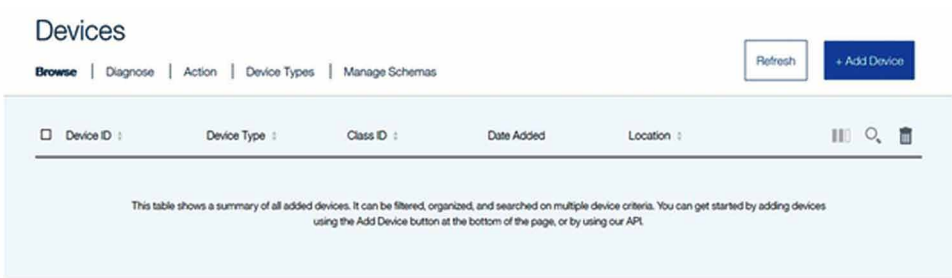 Devices
Browse | Diagnose | Action | Device Types | Manage Schemas
Refresh
+ Add Device
Device ID Device Type Class ID Date Added Location
This table shows a summary of all added devices. It can be filtered, organized, and searched on multiple device criteria. You can get started by adding devices
using the Add Device button at the bottom of the page, or by using our API.